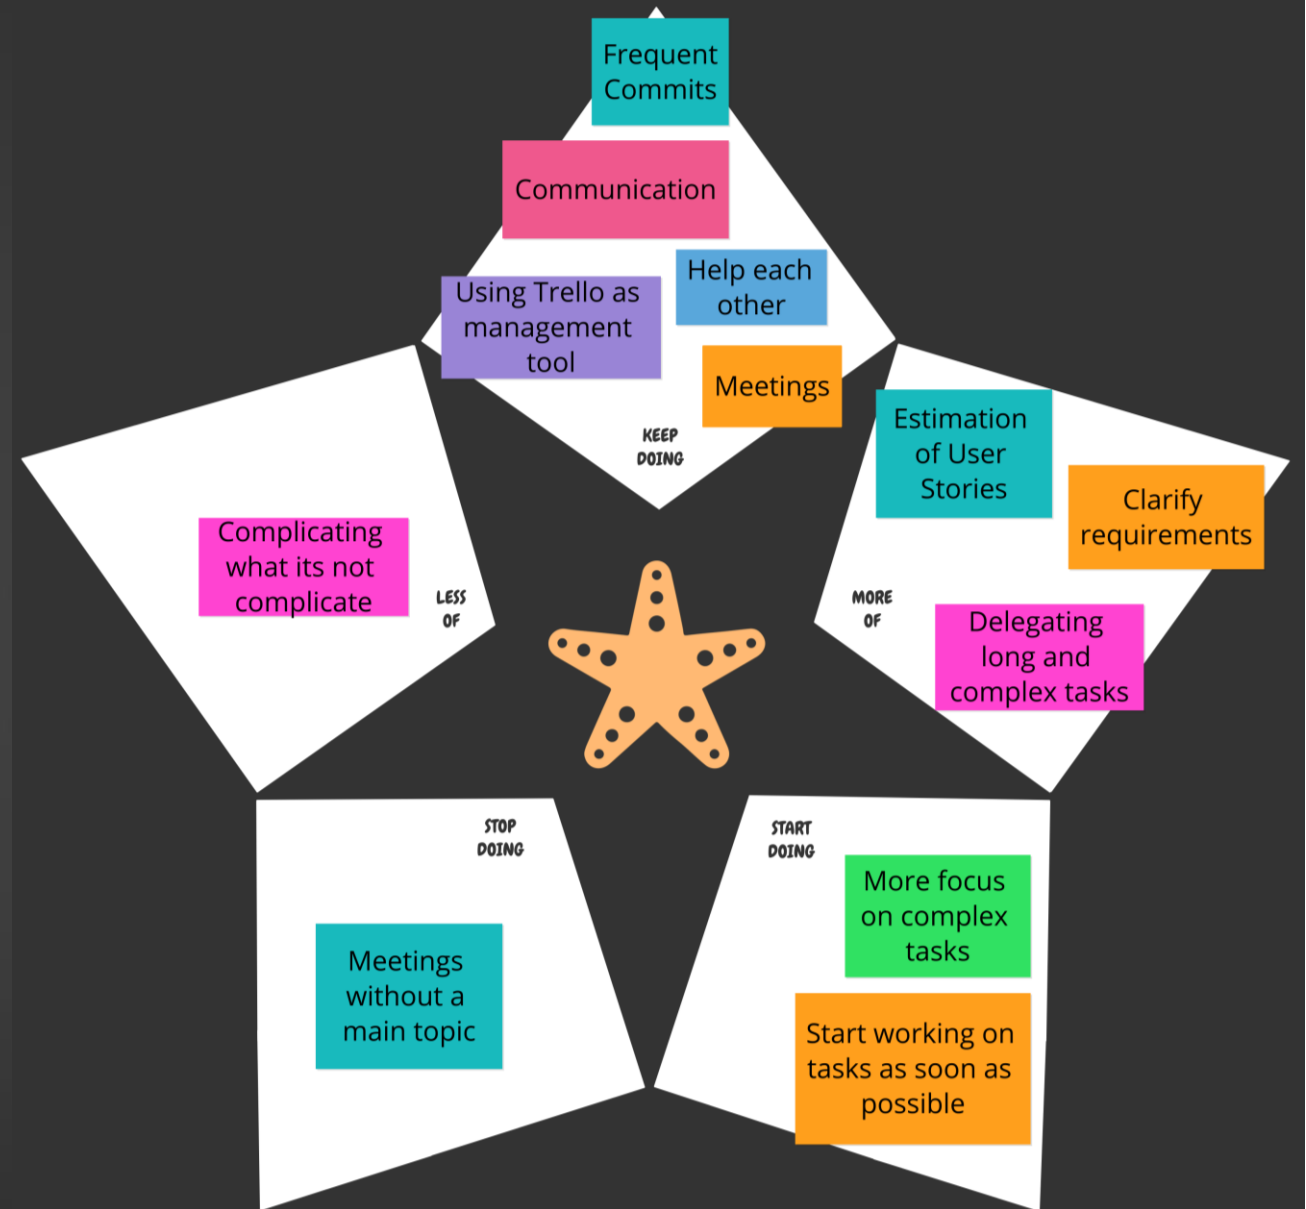 Frequent
Commits
Communication
Help each
other
Using Trello as
management
tool
Meetings
KEEP
DOING
Estimation
of User
Stories
Clarify
requirements
Delegating
long and
complex tasks
MORE
OF
Complicating
what its not
complicate
LESS
OF
STOP
DOING
Meetings
without a
main topic
START
DOING
More focus
on complex
tasks
Start working on
tasks as soon as
possible